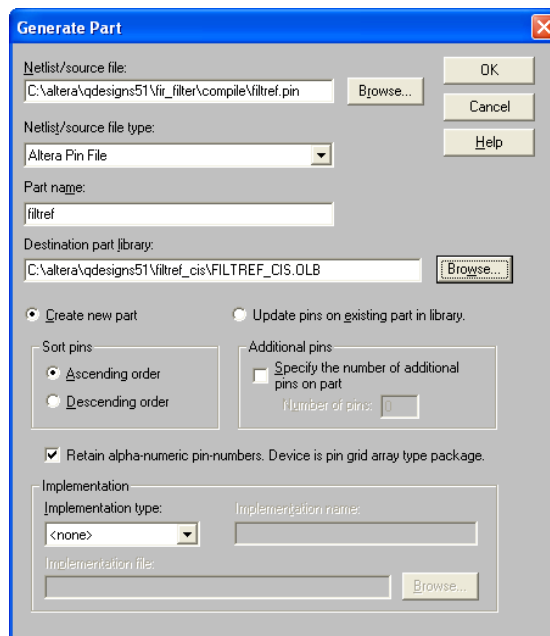 Generate Part
Netlist/source file:
C:\altera\qdesigns51\fir_filter\compile\filtref.pin
Browse...
OK
Cancel
Help
Netlist/source file type:
Altera Pin File
Part name:
filtref
Destination part library:
C:\altera\qdesigns51\filtref_cis\FILTREF_CIS.OLB
Browse...
Create new part
Update pins on existing part in library.
Sort pins
Ascending order
Descending order
Additional pins
Specify the number of additional
pins on part
Number of pins: 0
Retain alpha-numeric pin-numbers. Device is pin grid array type package.
Implementation
Implementation type:
<none>
Implementation name:
Implementation file:
Browse...